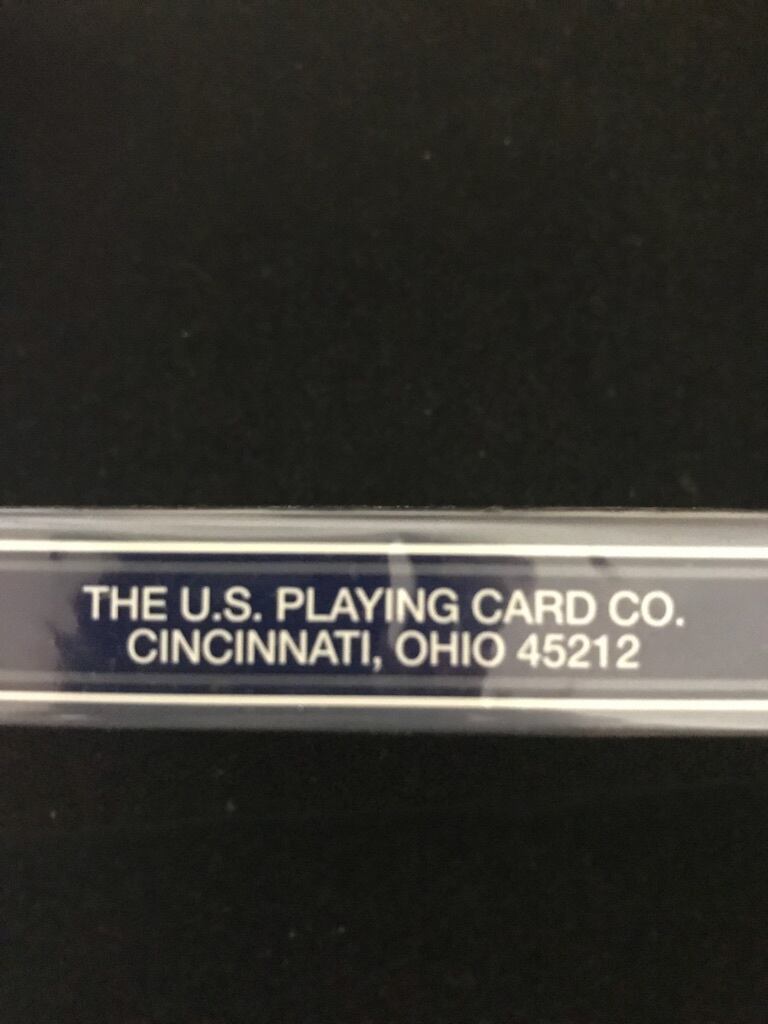 THE U.S. PLAYING CARD CO.
CINCINNATI, OHIO 45212